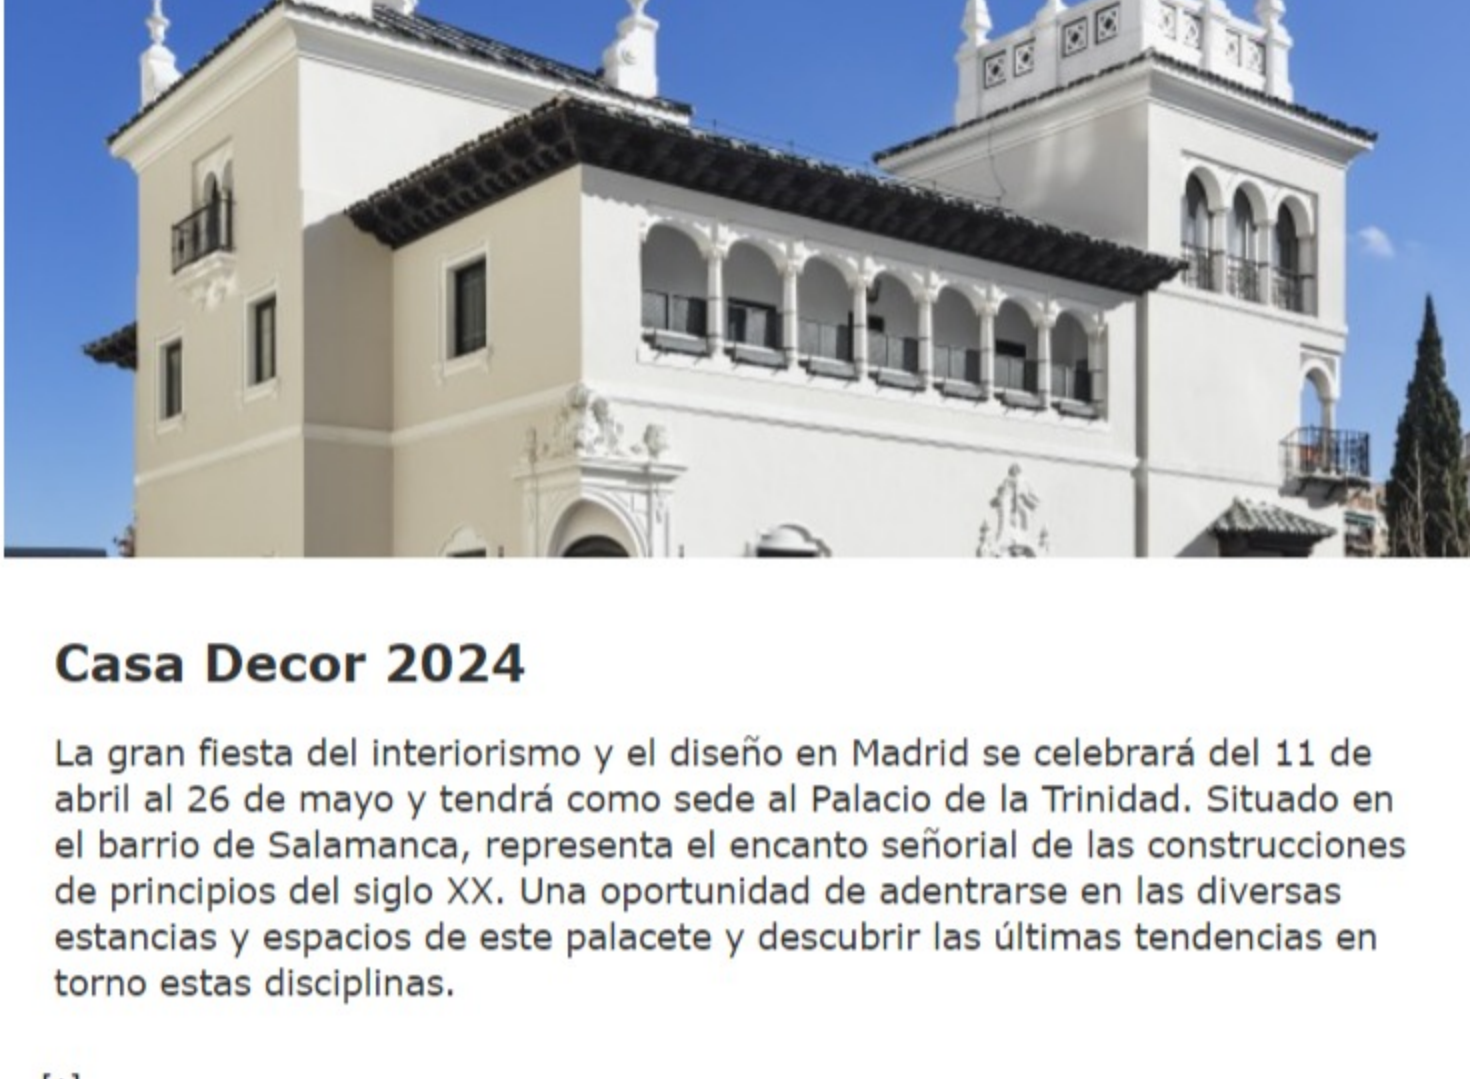 Casa Decor 2024
La gran fiesta del interiorismo y el diseño en Madrid se celebrará del 11 de
abril al 26 de mayo y tendrá como sede al Palacio de la Trinidad. Situado en
el barrio de Salamanca, representa el encanto señorial de las construcciones
de principios del siglo XX. Una oportunidad de adentrarse en las diversas
estancias y espacios de este palacete y descubrir las últimas tendencias en
torno estas disciplinas.